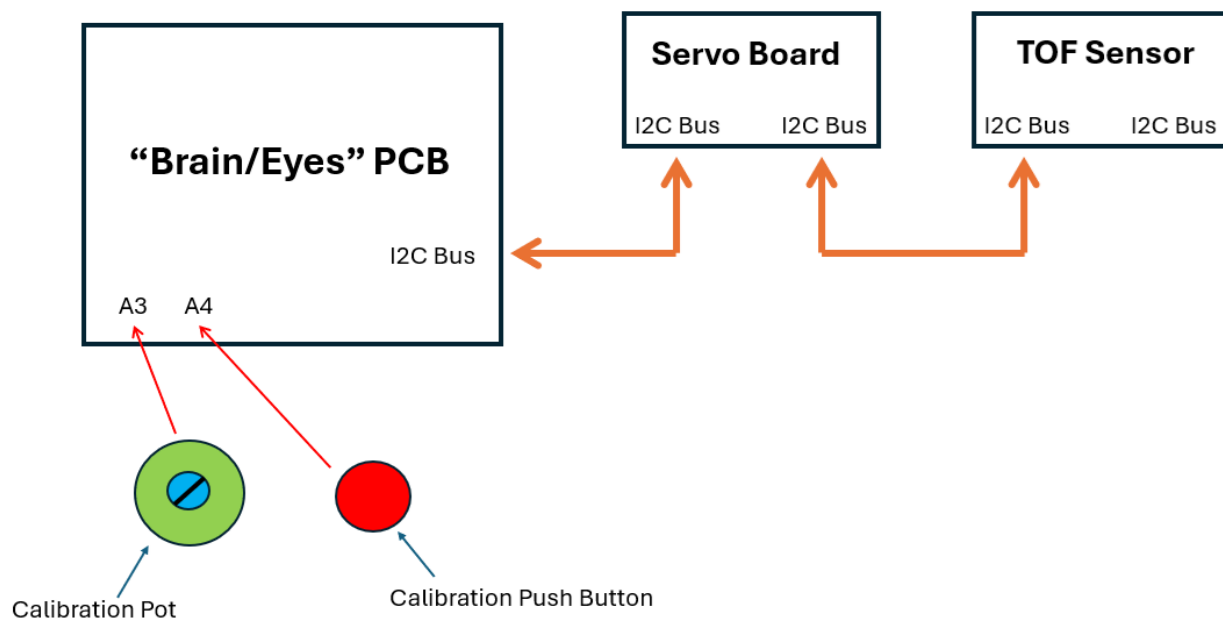 “Brain/Eyes” PCB
I2C Bus
A3 A4
Servo Board
I2C Bus I2C Bus
TOF Sensor
I2C Bus I2C Bus
Calibration Pot
Calibration Push Button